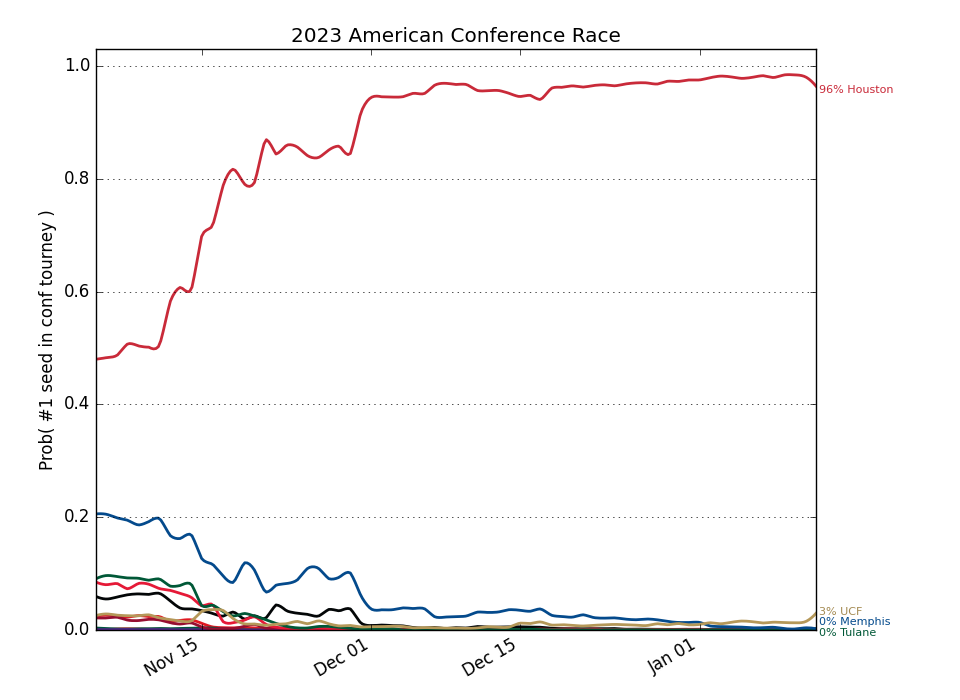 2023 American Conference Race
Prob( #1 seed in conf tourney )
1.0
0.8
0.6
0.4
0.2
0.0
Nov 15
Dec 01
Dec 15
Jan 01
96% Houston
3% UCF
0% Memphis
0% Tulane